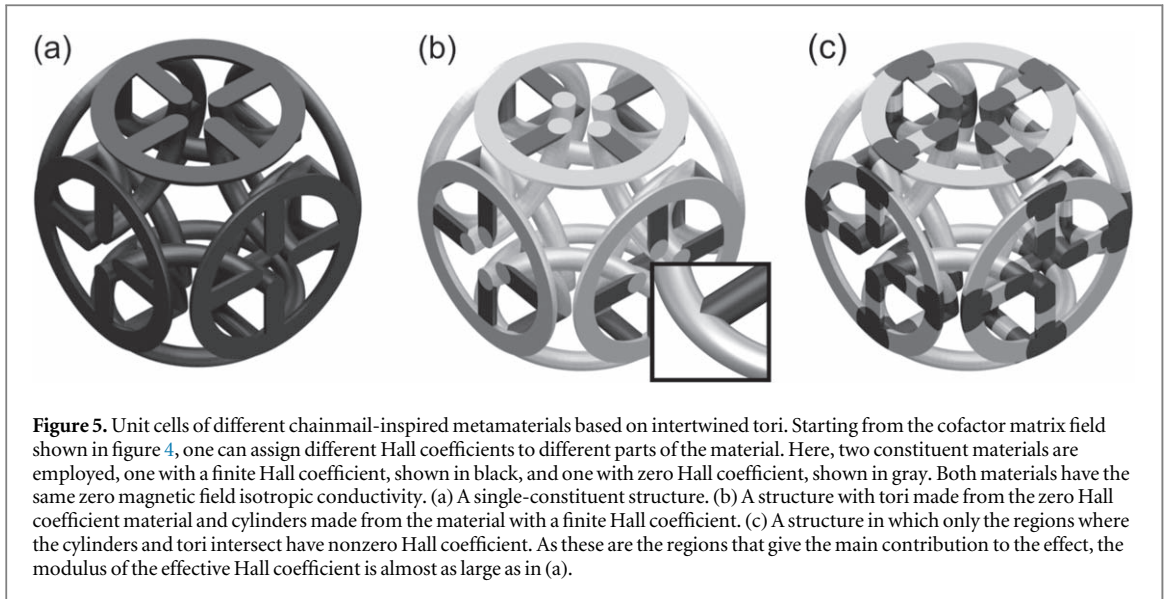 (a)
(b)
(c)
Figure 5. Unit cells of different chainmail-inspired metamaterials based on intertwined tori. Starting from the cofactor matrix field
shown in figure 4, one can assign different Hall coefficients to different parts of the material. Here, two constituent materials are
employed, one with a finite Hall coefficient, shown in black, and one with zero Hall coefficient, shown in gray. Both materials have the
same zero magnetic field isotropic conductivity. (a) A single-constituent structure. (b) A structure with tori made from the zero Hall
coefficient material and cylinders made from the material with a finite Hall coefficient. (c) A structure in which only the regions where
the cylinders and tori intersect have nonzero Hall coefficient. As these are the regions that give the main contribution to the effect, the
modulus of the effective Hall coefficient is almost as large as in (a).